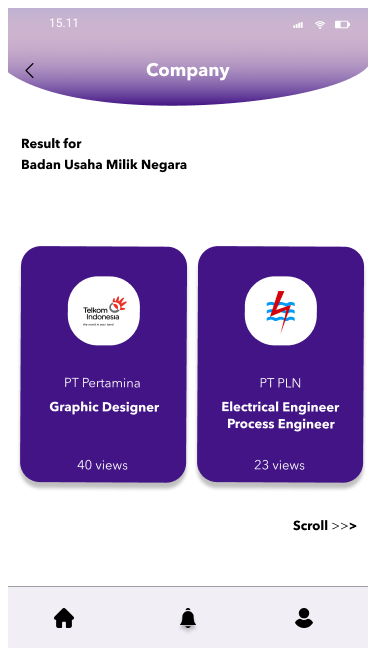 15.11
Company
Result for
Badan Usaha Milik Negara
Telkom
Indonesia
the world in your hand
PT Pertamina
Graphic Designer
40 views
PT PLN
Electrical Engineer
Process Engineer
23 views
Scroll >>>